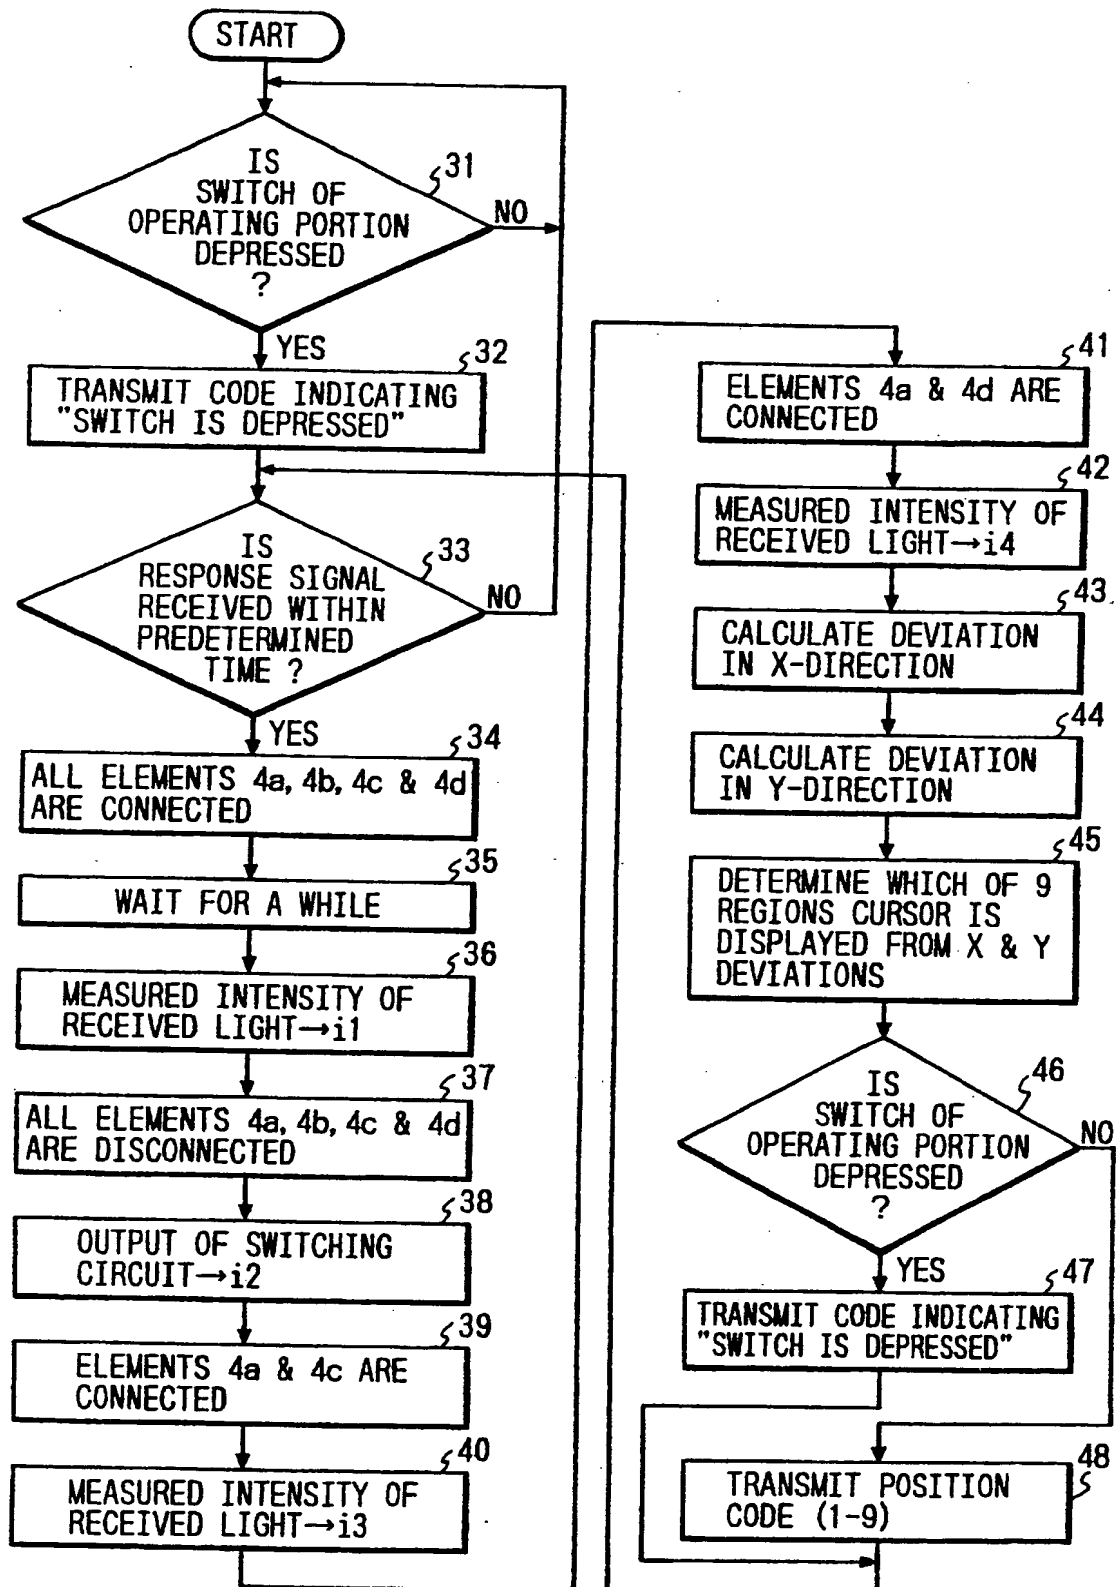 START
IS
SWITCH OF
OPERATING PORTION
DEPRESSED
?
31
NO
YES
32
TRANSMIT CODE INDICATING
"SWITCH IS DEPRESSED"
IS
RESPONSE SIGNAL
RECEIVED WITHIN
PREDETERMINED
TIME ?
33
NO
YES
34
ALL ELEMENTS 4a, 4b, 4c & 4d
ARE CONNECTED
35
WAIT FOR A WHILE
36
MEASURED INTENSITY OF
RECEIVED LIGHT→i1
37
ALL ELEMENTS 4a, 4b, 4c & 4d
ARE DISCONNECTED
38
OUTPUT OF SWITCHING
CIRCUIT→i2
39
ELEMENTS 4a & 4c ARE
CONNECTED
40
MEASURED INTENSITY OF
RECEIVED LIGHT→i3
41
ELEMENTS 4a & 4d ARE
CONNECTED
42
MEASURED INTENSITY OF
RECEIVED LIGHT→i4
43
CALCULATE DEVIATION
IN X-DIRECTION
44
CALCULATE DEVIATION
IN Y-DIRECTION
45
DETERMINE WHICH OF 9
REGIONS CURSOR IS
DISPLAYED FROM X & Y
DEVIATIONS
46
IS
SWITCH OF
OPERATING PORTION
DEPRESSED
?
NO
YES
47
TRANSMIT CODE INDICATING
"SWITCH IS DEPRESSED"
48
TRANSMIT POSITION
CODE (1-9)